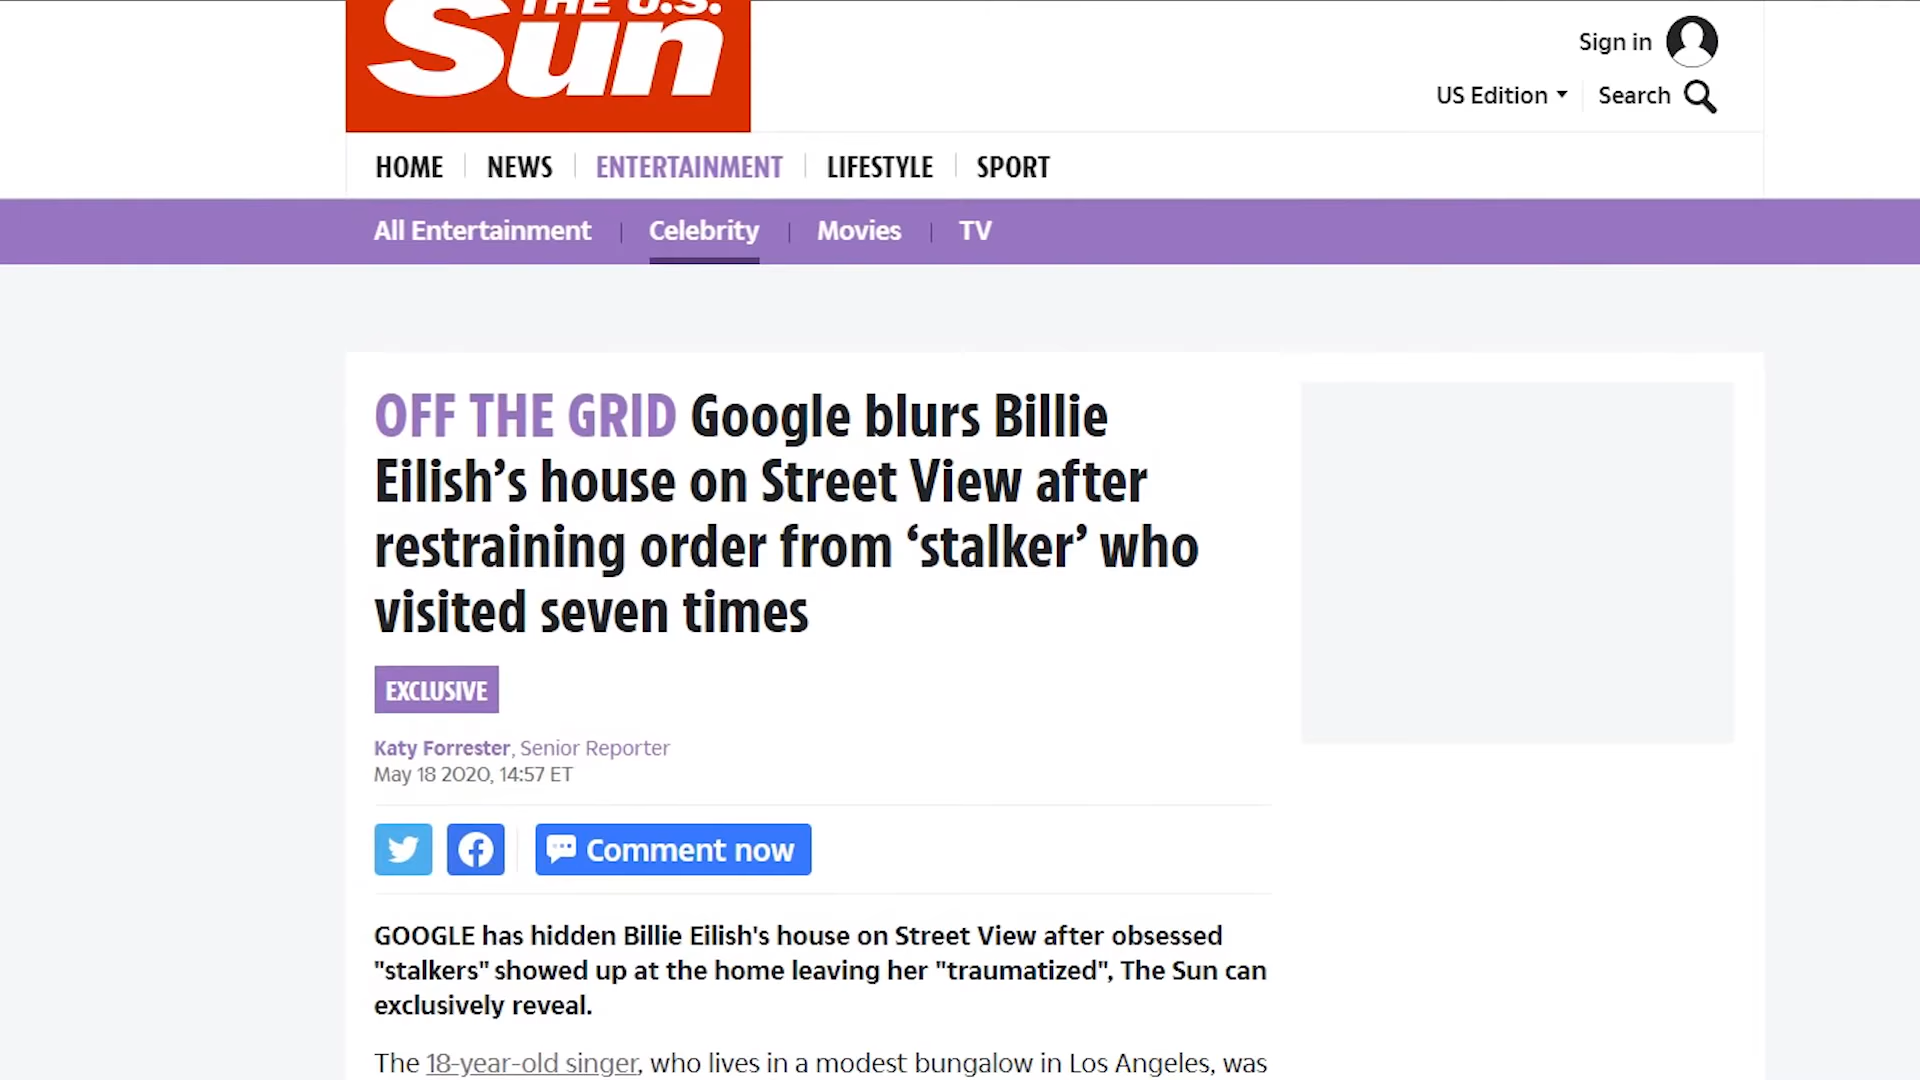 THE U.S.
Sun
Sign in
US Edition
Search
HOME
NEWS
ENTERTAINMENT
LIFESTYLE
SPORT
All Entertainment
Celebrity
Movies
TV
OFF THE GRID Google blurs Billie
Eilish’s house on Street View after
restraining order from ‘stalker’ who
visited seven times
EXCLUSIVE
Katy Forrester, Senior Reporter
May 18 2020, 14:57 ET
Comment now
GOOGLE has hidden Billie Eilish's house on Street View after obsessed
"stalkers" showed up at the home leaving her "traumatized", The Sun can
exclusively reveal.
The 18-year-old singer, who lives in a modest bungalow in Los Angeles, was